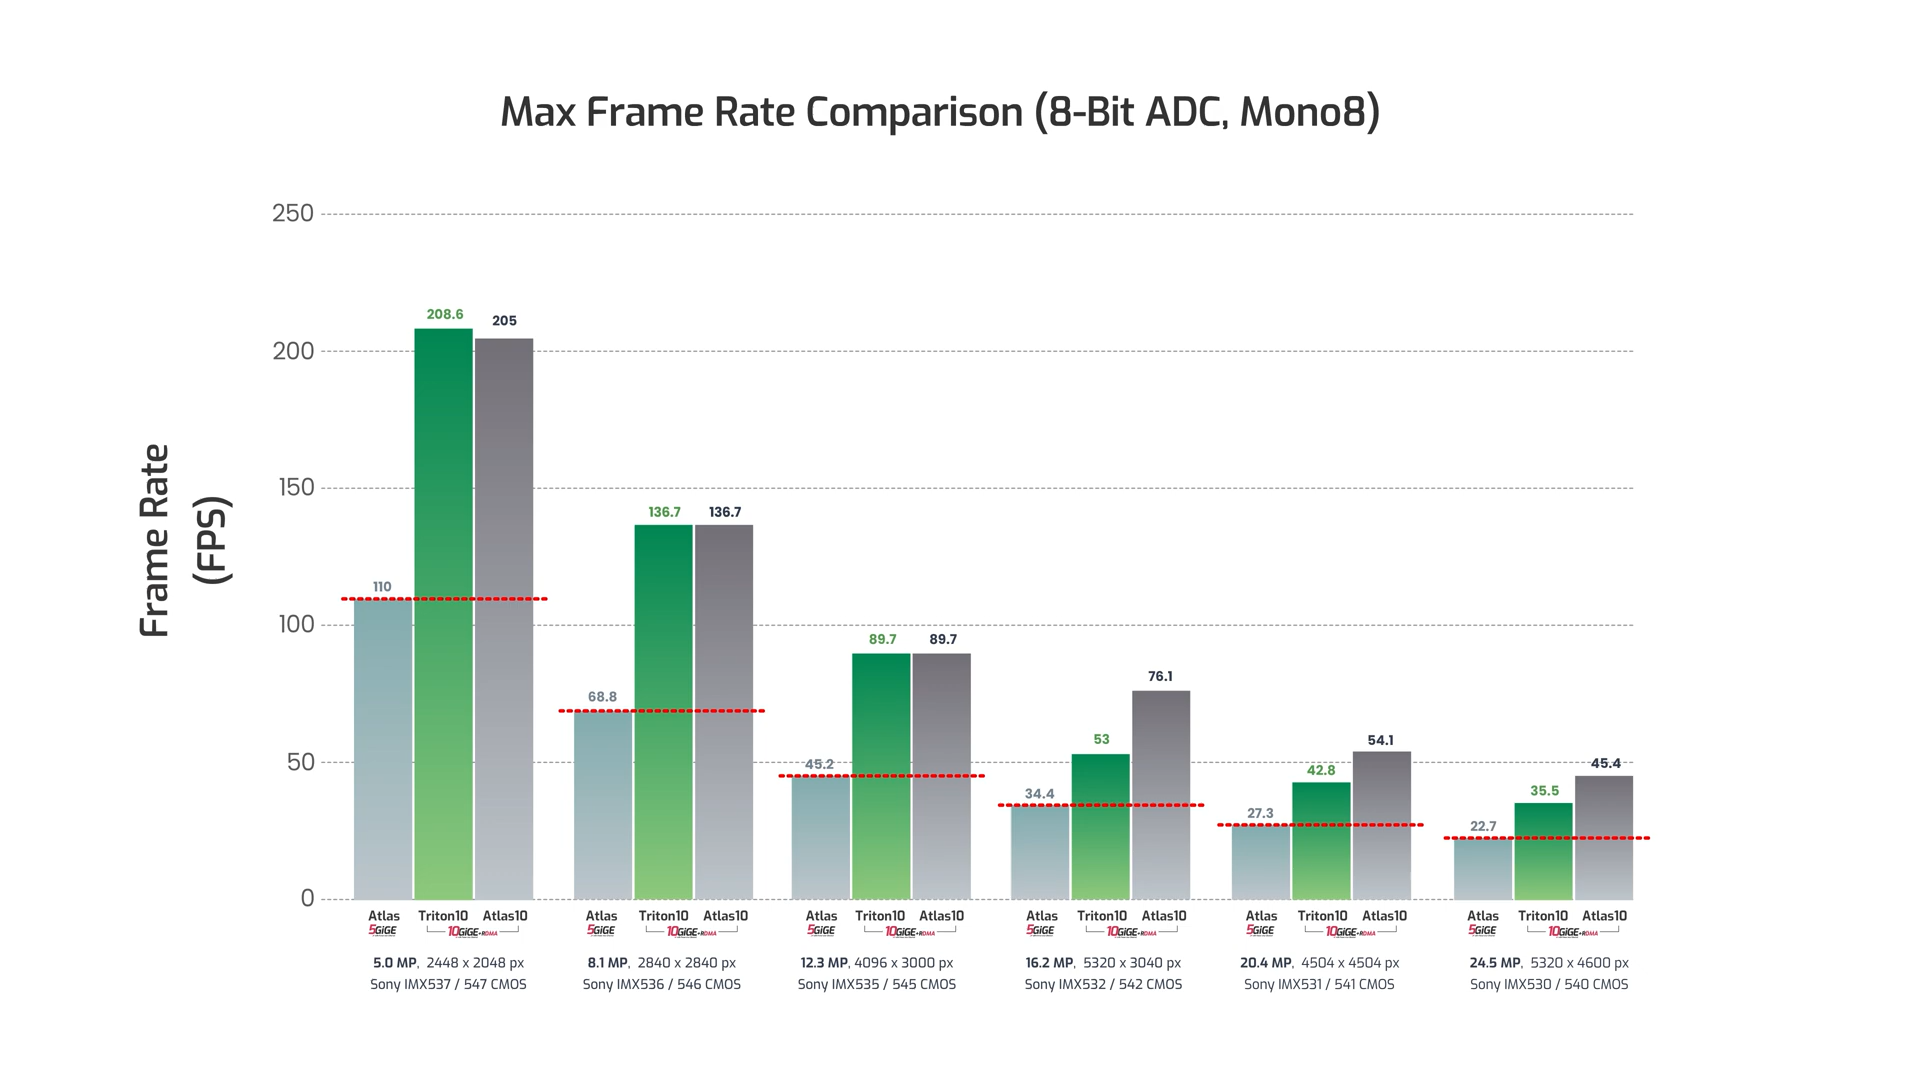 Max Frame Rate Comparison (8-Bit ADC, Mono8)
Frame Rate
(FPS)
250
200
150
100
50
0
110
208.6
205
68.8
136.7
136.7
45.2
89.7
89.7
34.4
53
76.1
27.3
42.8
54.1
22.7
35.5
45.4
Atlas Triton10 Atlas10
5GiGE 10GiGE+RDMA
5.0 MP, 2448 x 2048 px
Sony IMX537 / 547 CMOS
Atlas Triton10 Atlas10
5GiGE 10GiGE+RDMA
8.1 MP, 2840 x 2840 px
Sony IMX536 / 546 CMOS
Atlas Triton10 Atlas10
5GiGE 10GiGE+RDMA
12.3 MP, 4096 x 3000 px
Sony IMX535 / 545 CMOS
Atlas Triton10 Atlas10
5GiGE 10GiGE+RDMA
16.2 MP, 5320 x 3040 px
Sony IMX532 / 542 CMOS
Atlas Triton10 Atlas10
5GiGE 10GiGE+RDMA
20.4 MP, 4504 x 4504 px
Sony IMX531 / 541 CMOS
Atlas Triton10 Atlas10
5GiGE 10GiGE+RDMA
24.5 MP, 5320 x 4600 px
Sony IMX530 / 540 CMOS